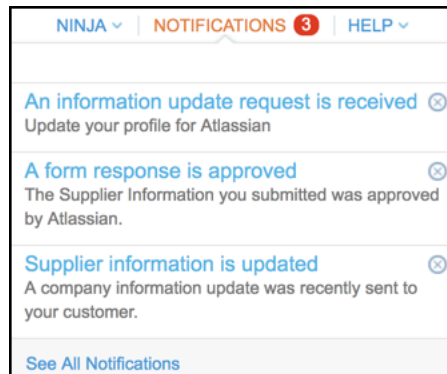 NINJA NOTIFICATIONS 3 HELP
An information update request is received
Update your profile for Atlassian
A form response is approved
The Supplier Information you submitted was approved
by Atlassian.
Supplier information is updated
A company information update was recently sent to
your customer.
See All Notifications